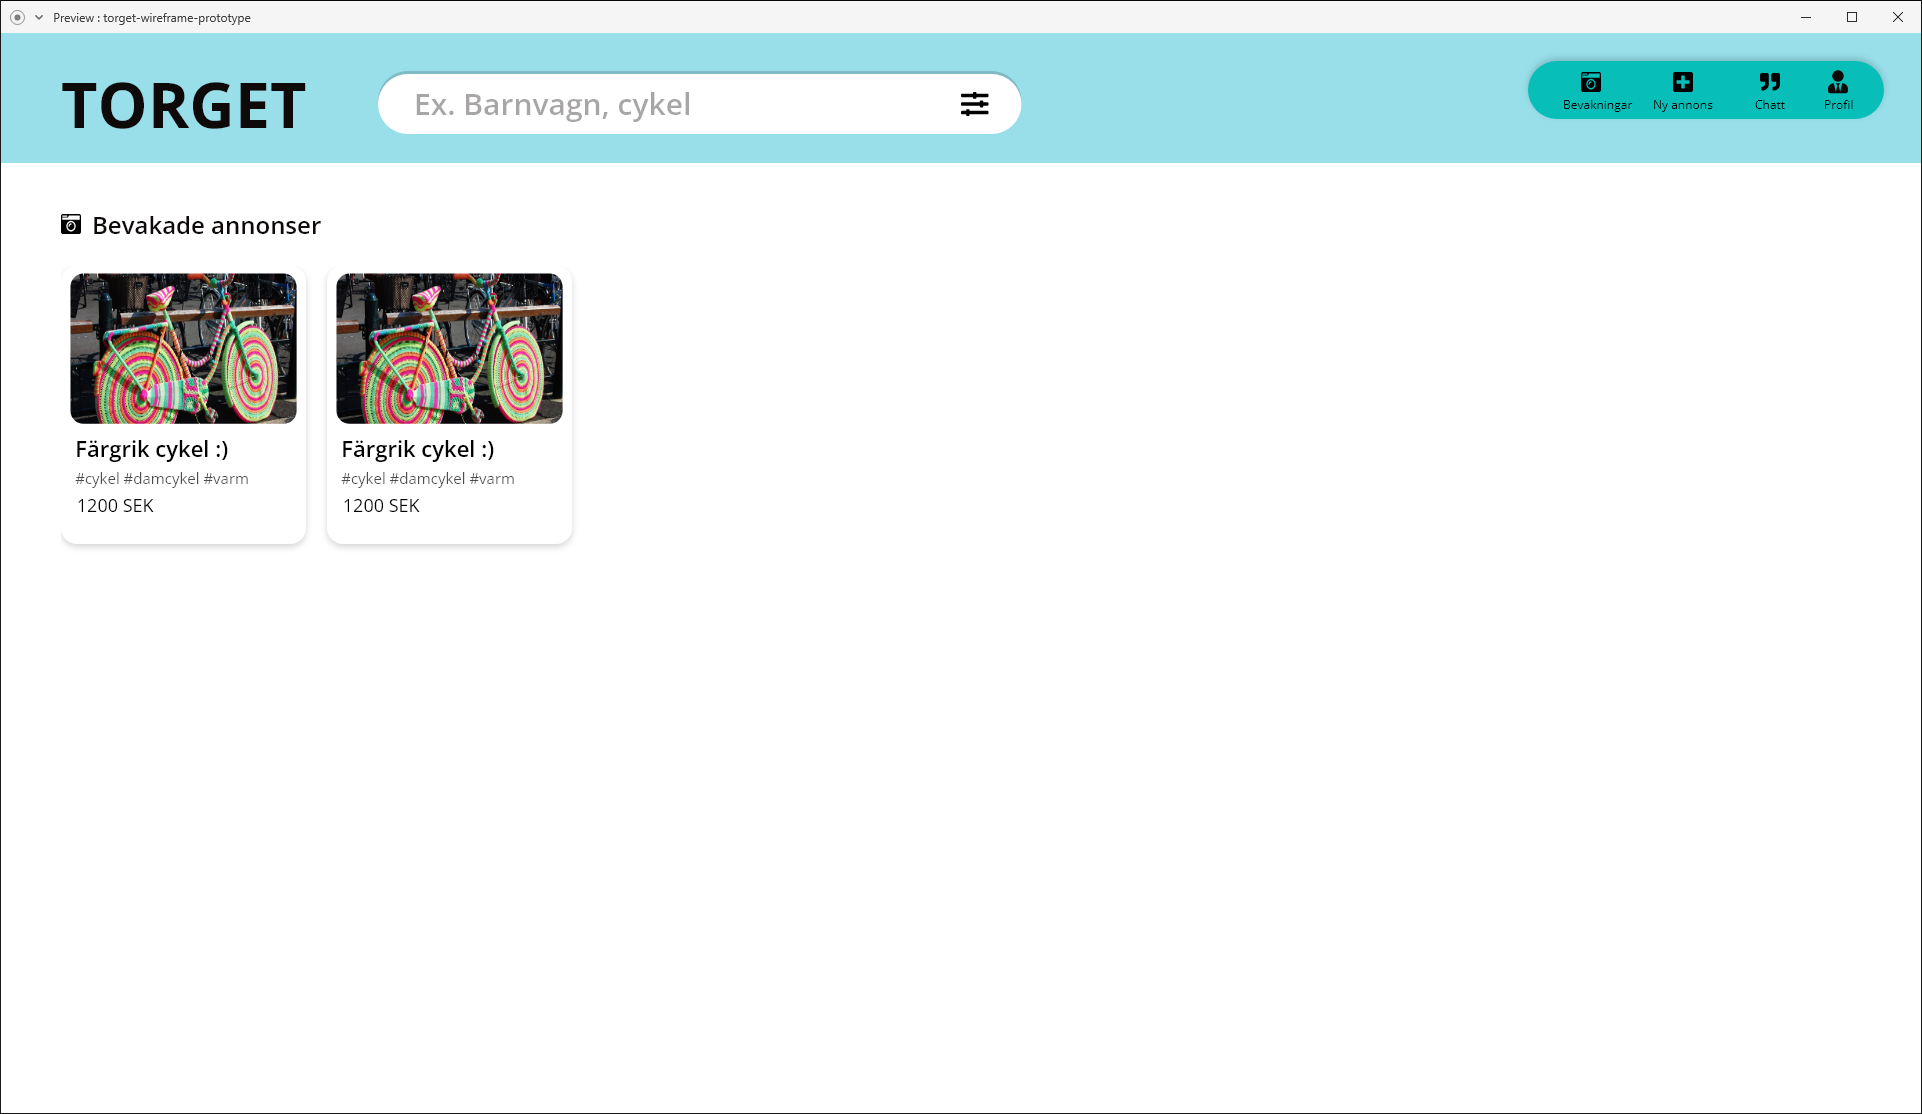 Preview : torget-wireframe-prototype
TORGET
Ex. Barnvagn, cykel
Bevakningar
Ny annons
Chatt
Profil
Bevakade annonser
Färgrik cykel :)
#cykel #damcykel #varm
1200 SEK
Färgrik cykel :)
#cykel #damcykel #varm
1200 SEK